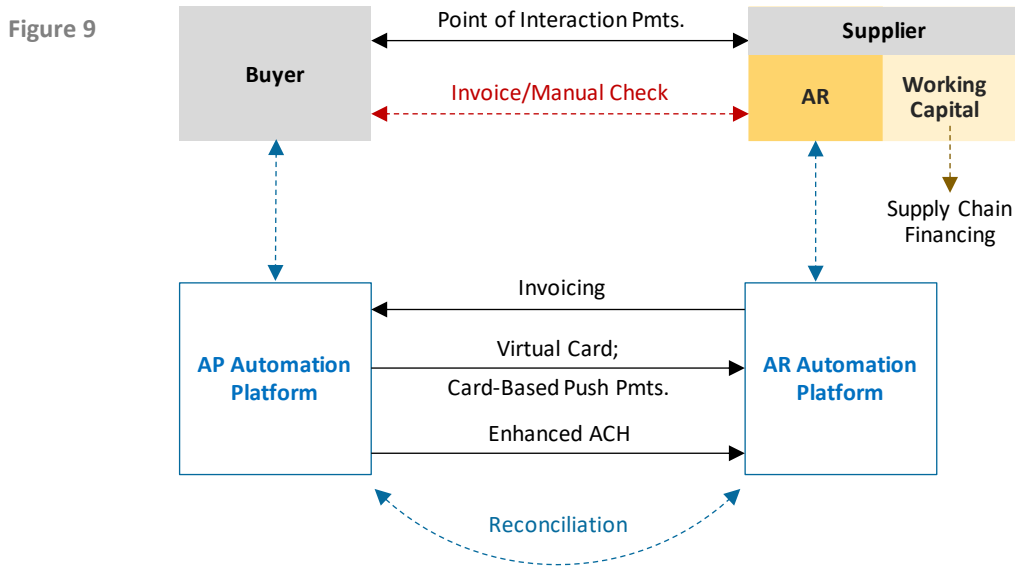 Figure 9
Point of Interaction Pmts.
Supplier
Buyer
Invoice/Manual Check
AR
Working
Capital
Supply Chain
Financing
Invoicing
AP Automation
Platform
Virtual Card;
Card-Based Push Pmts.
AR Automation
Platform
Enhanced ACH
Reconciliation